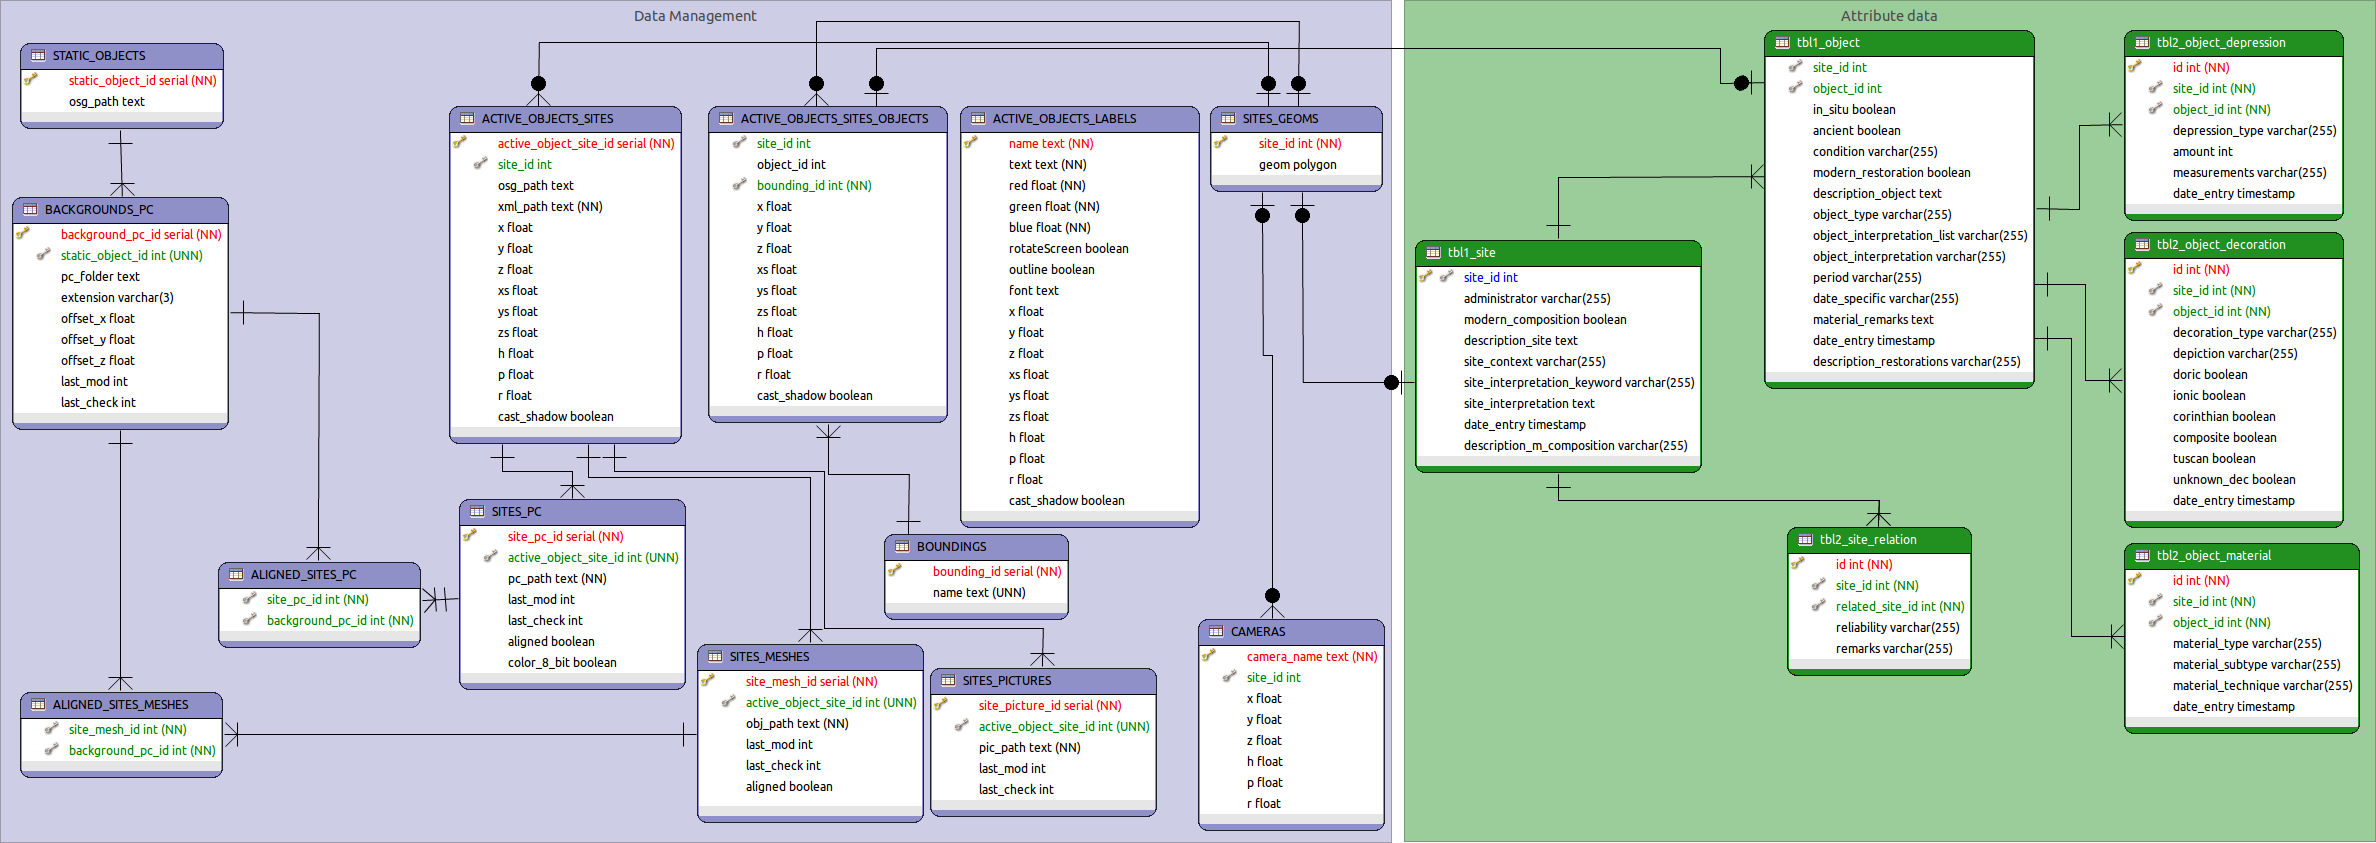 Data Management
STATIC_OBJECTS
static_object_id serial (NN)
osg_path text
BACKGROUNDS_PC
background_pc_id serial (NN)
static_object_id int (UNN)
pc_folder text
extension varchar(3)
offset_x float
offset_y float
offset_z float
last_mod int
last_check int
ALIGNED_SITES_PC
site_pc_id int (NN)
background_pc_id int (NN)
ALIGNED_SITES_MESHES
site_mesh_id int (NN)
background_pc_id int (NN)
ACTIVE_OBJECTS_SITES
active_object_site_id serial (NN)
site_id int
osg_path text
xml_path text (NN)
x float
y float
z float
xs float
ys float
zs float
h float
p float
r float
cast_shadow boolean
SITES_PC
site_pc_id serial (NN)
active_object_site_id int (UNN)
pc_path text (NN)
last_mod int
last_check int
aligned boolean
color_8_bit boolean
ACTIVE_OBJECTS_SITES_OBJECTS
site_id int
object_id int
bounding_id int (NN)
x float
y float
z float
xs float
ys float
zs float
h float
p float
r float
cast_shadow boolean
SITES_MESHES
site_mesh_id serial (NN)
active_object_site_id int (UNN)
obj_path text (NN)
last_mod int
last_check int
aligned boolean
ACTIVE_OBJECTS_LABELS
name text (NN)
text text (NN)
red float (NN)
green float (NN)
blue float (NN)
rotateScreen boolean
outline boolean
font text
x float
y float
z float
xs float
ys float
zs float
h float
p float
r float
cast_shadow boolean
BOUNDINGS
bounding_id serial (NN)
name text (UNN)
SITES_PICTURES
site_picture_id serial (NN)
active_object_site_id int (UNN)
pic_path text (NN)
last_mod int
last_check int
SITES_GEOMS
site_id int (NN)
geom polygon
CAMERAS
camera_name text (NN)
site_id int
x float
y float
z float
h float
p float
r float
Attribute data
tbl1_site
site_id int
administrator varchar(255)
modern_composition boolean
description_site text
site_context varchar(255)
site_interpretation_keyword varchar(255)
site_interpretation text
date_entry timestamp
description_m_composition varchar(255)
tbl1_object
site_id int
object_id int
in_situ boolean
ancient boolean
condition varchar(255)
modern_restoration boolean
description_object text
object_type varchar(255)
object_interpretation_list varchar(255)
object_interpretation varchar(255)
period varchar(255)
date_specific varchar(255)
material_remarks text
date_entry timestamp
description_restorations varchar(255)
tbl2_site_relation
id int (NN)
site_id int (NN)
related_site_id int (NN)
reliability varchar(255)
remarks varchar(255)
tbl2_object_depression
id int (NN)
site_id int (NN)
object_id int (NN)
depression_type varchar(255)
amount int
measurements varchar(255)
date_entry timestamp
tbl2_object_decoration
id int (NN)
site_id int (NN)
object_id int (NN)
decoration_type varchar(255)
depiction varchar(255)
doric boolean
ionic boolean
corinthian boolean
composite boolean
tuscan boolean
unknown_dec boolean
date_entry timestamp
tbl2_object_material
id int (NN)
site_id int (NN)
object_id int (NN)
material_type varchar(255)
material_subtype varchar(255)
material_technique varchar(255)
date_entry timestamp